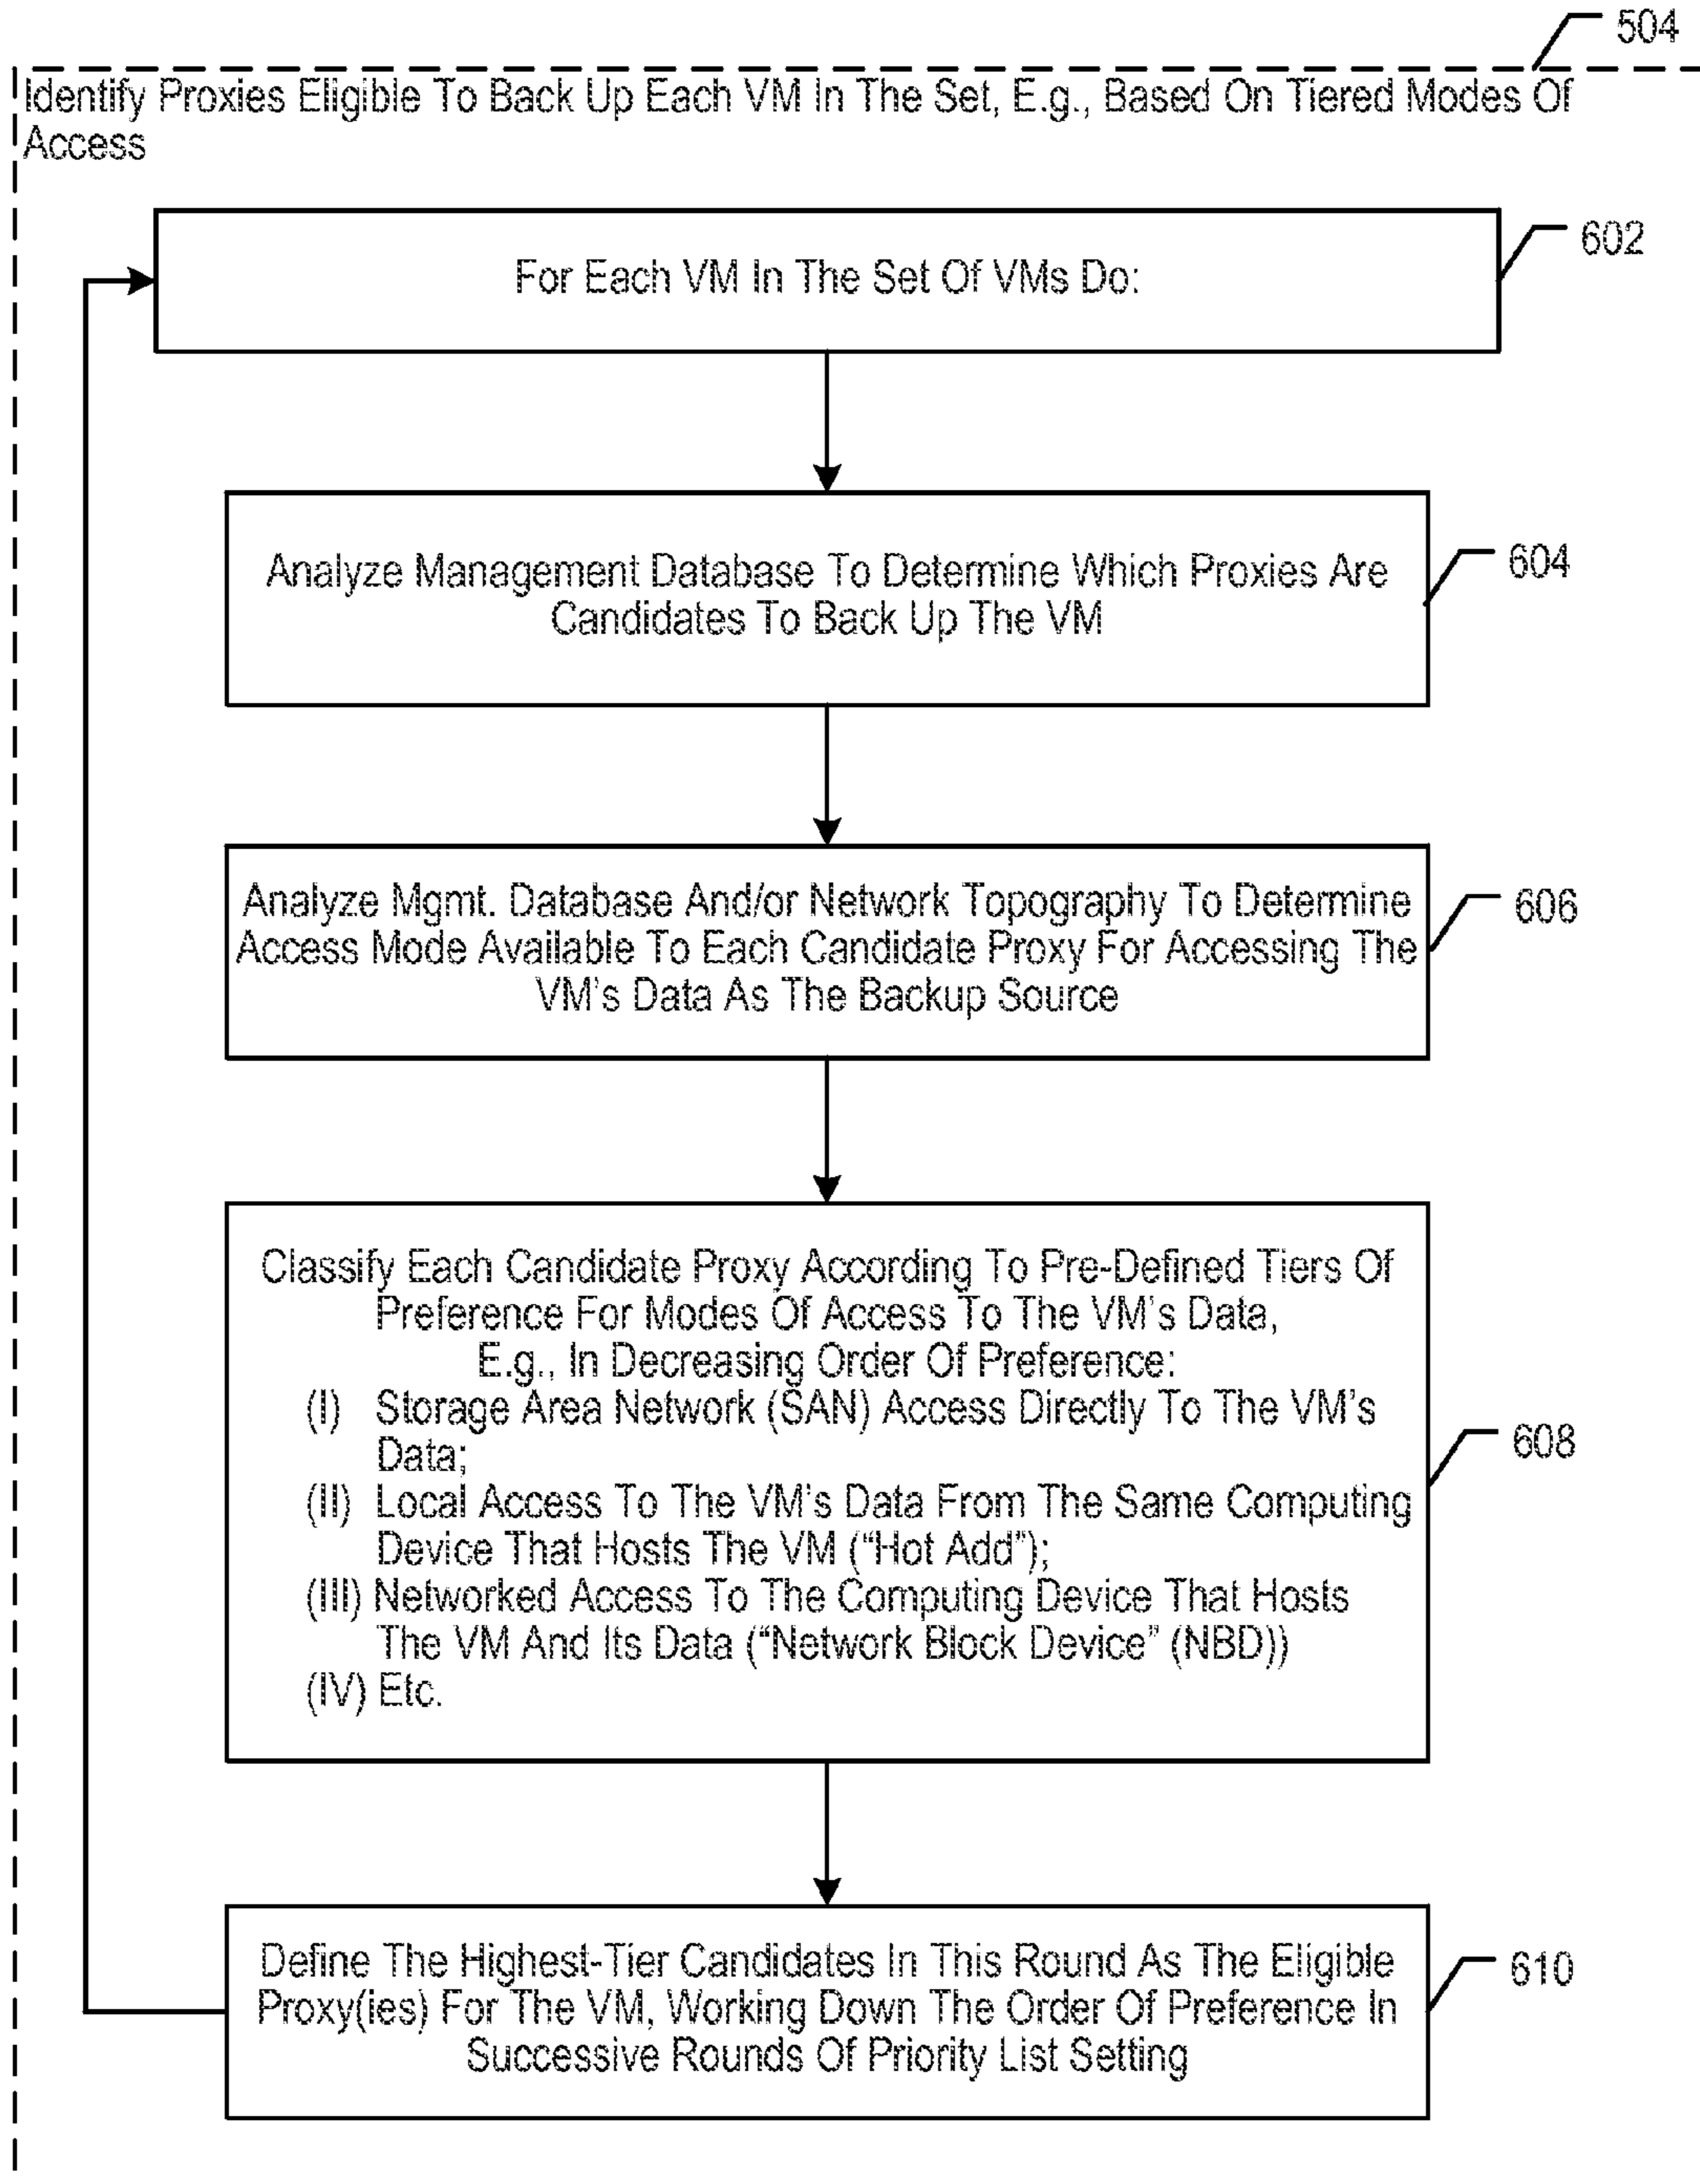 504
Identify Proxies Eligible To Back Up Each VM In The Set, E.g., Based On Tiered Modes Of
Access
602
For Each VM In The Set Of VMs Do:
604
Analyze Management Database To Determine Which Proxies Are
Candidates To Back Up The VM
606
Analyze Mgmt. Database And/or Network Topography To Determine
Access Mode Available To Each Candidate Proxy For Accessing The
VM's Data As The Backup Source
Classify Each Candidate Proxy According To Pre-Defined Tiers Of
Preference For Modes Of Access To The VM's Data,
E.g., In Decreasing Order Of Preference:
(I) Storage Area Network (SAN) Access Directly To The VM's
Data;
608
(II) Local Access To The VM's Data From The Same Computing
Device That Hosts The VM ("Hot Add");
(III) Networked Access To The Computing Device That Hosts
The VM And Its Data ("Network Block Device" (NBD))
(IV) Etc.
610
Define The Highest-Tier Candidates In This Round As The Eligible
Proxy(ies) For The VM, Working Down The Order Of Preference In
Successive Rounds Of Priority List Setting